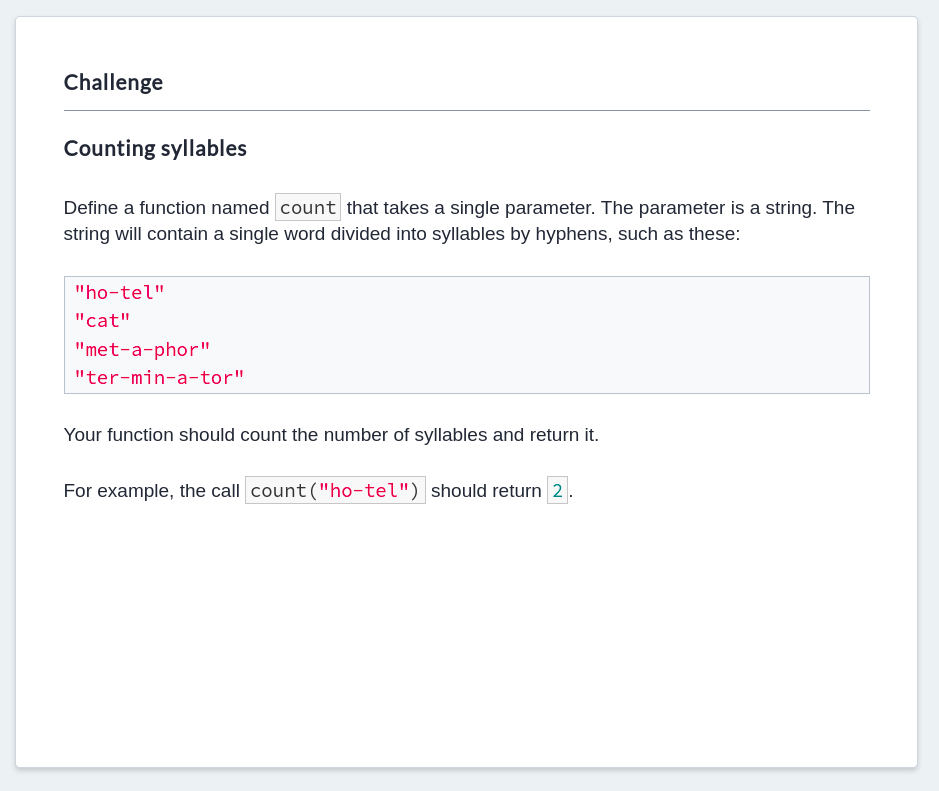 Challenge
Counting syllables
Define a function named count that takes a single parameter. The parameter is a string. The
string will contain a single word divided into syllables by hyphens, such as these:
"ho-tel"
"cat"
"met-a-phor"
"ter-min-a-tor"
Your function should count the number of syllables and return it.
For example, the call count("ho-tel") should return 2.